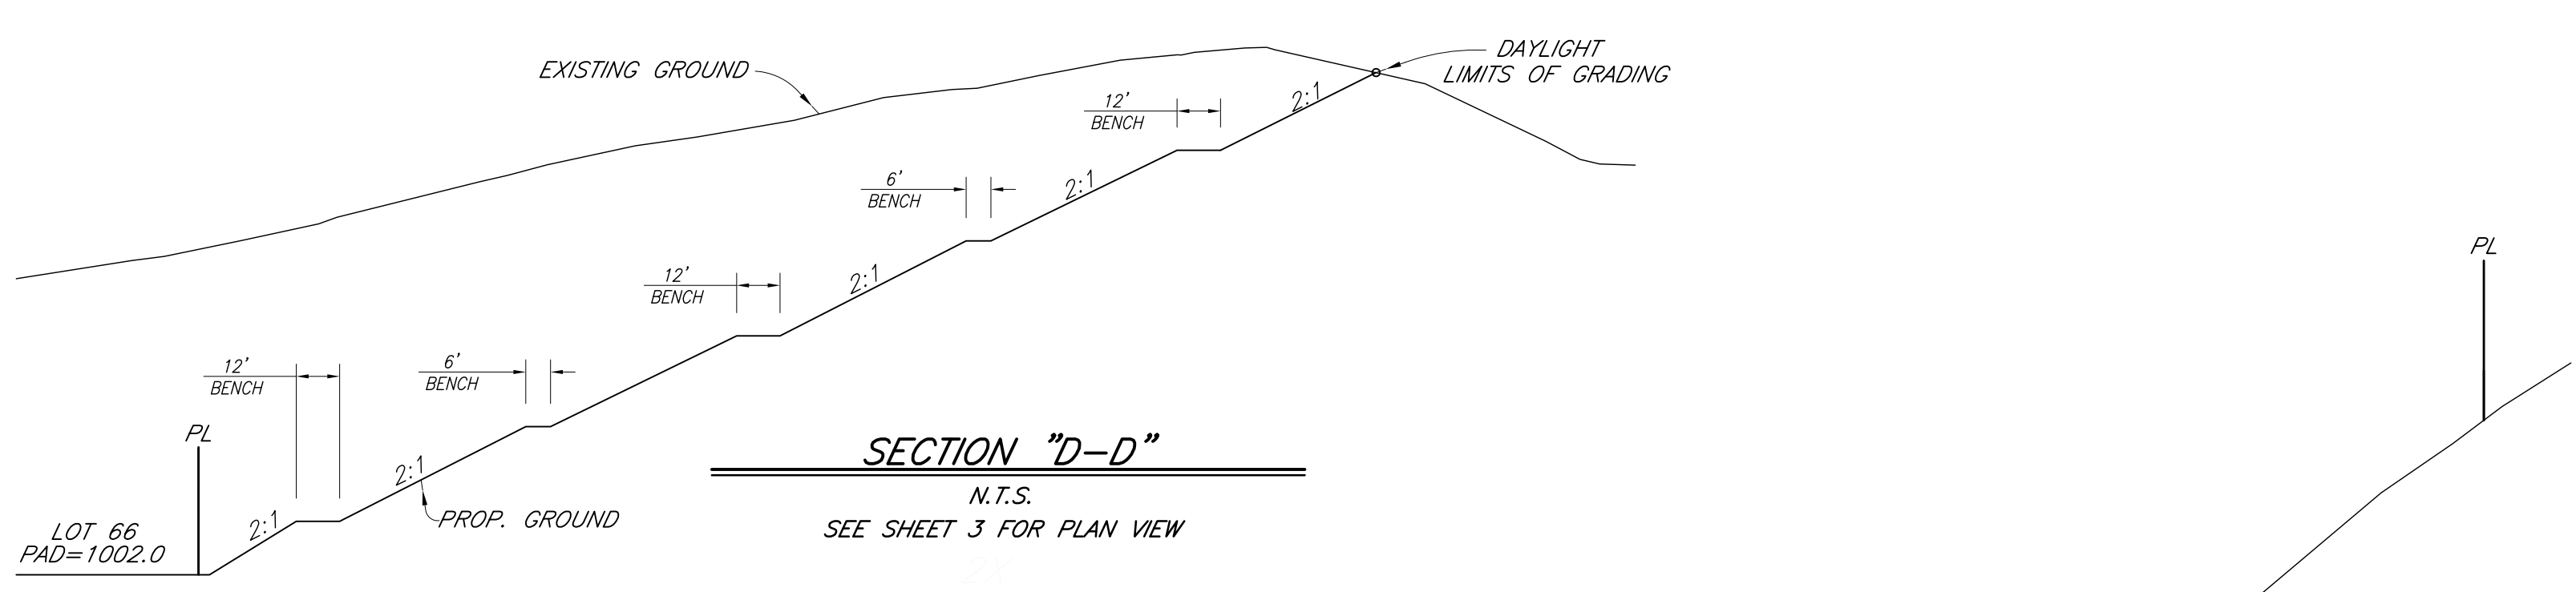 EXISTING GROUND
DAYLIGHT
LIMITS OF GRADING
2:1
12'
BENCH
2:1
6'
BENCH
2:1
12'
BENCH
PL
6'
BENCH
12'
BENCH
PL
2:1
PROP. GROUND
2:1
LOT 66
PAD=1002.0
SECTION "D-D"
N.T.S.
SEE SHEET 3 FOR PLAN VIEW